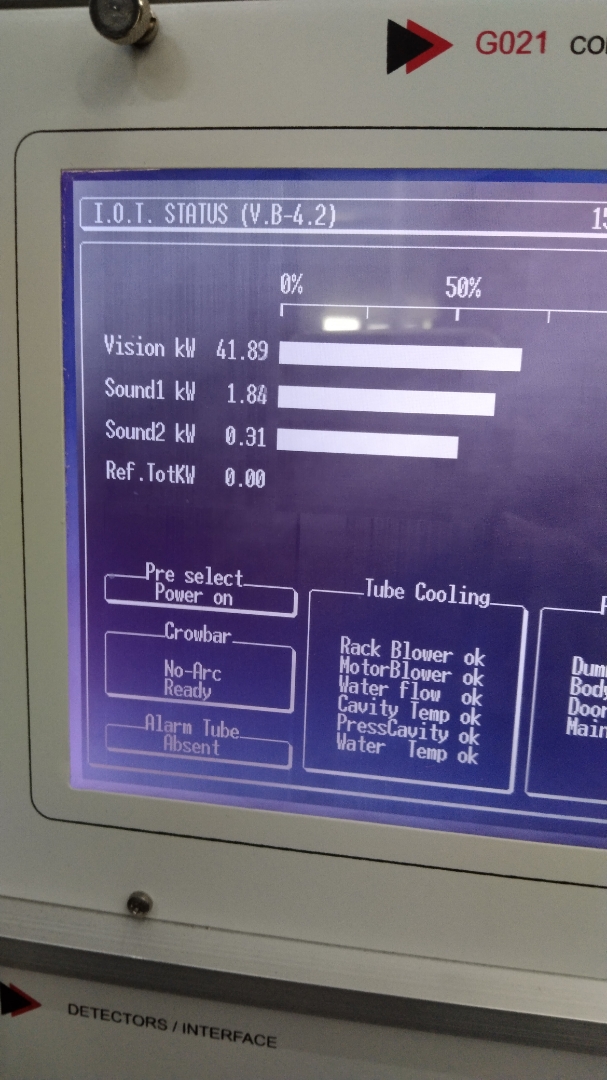 G021
I.O.T. STATUS (V.B-4.2)
0% 50%
Vision kW 41.89
Sound1 kW 1.84
Sound2 kW 0.31
Ref.TotKW 0.00
Pre select
Power on
Crowbar
No-Arc
Ready
Alarm Tube
Absent
Tube Cooling
Rack Blower ok
MotorBlower ok
Water flow ok
Cavity Temp ok
PressCavity ok
Water Temp ok
Door
DETECTORS / INTERFACE